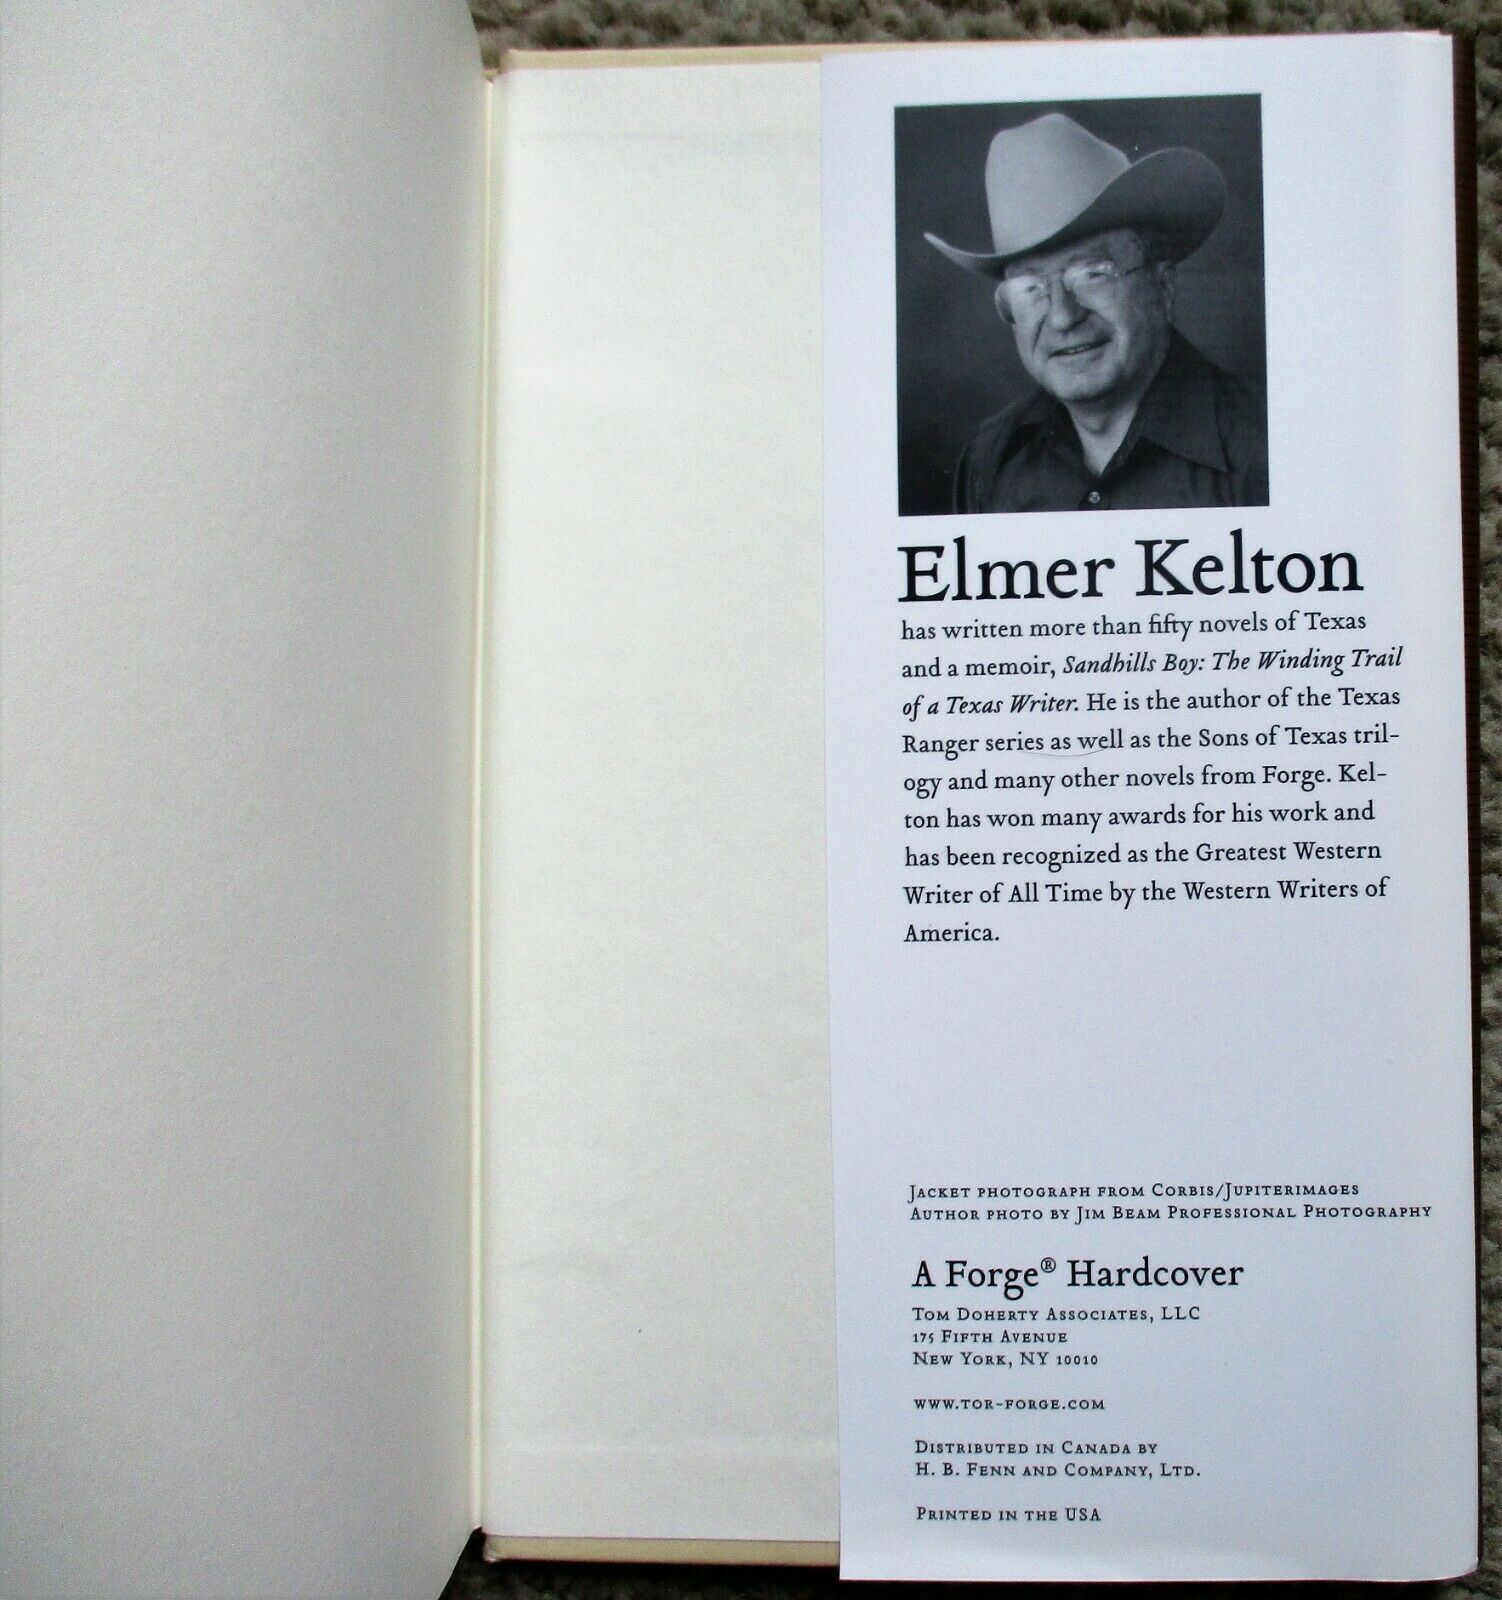 Elmer Kelton
has written more than fifty novels of Texas
and a memoir, Sandhills Boy: The Winding Trail
of a Texas Writer. He is the author of the Texas
Ranger series as well as the Sons of Texas tril-
ogy and many other novels from Forge. Kel-
ton has won many awards for his work and
has been recognized as the Greatest Western
Writer of All Time by the Western Writers of
America.
Jacket photograph from Corbis/Jupiterimages
Author photo by Jim Beam Professional Photography
A Forge® Hardcover
Tom Doherty Associates, LLC
175 Fifth Avenue
New York, NY 10010
www.tor-forge.com
Distributed in Canada by
H. B. Fenn and Company, Ltd.
Printed in the USA